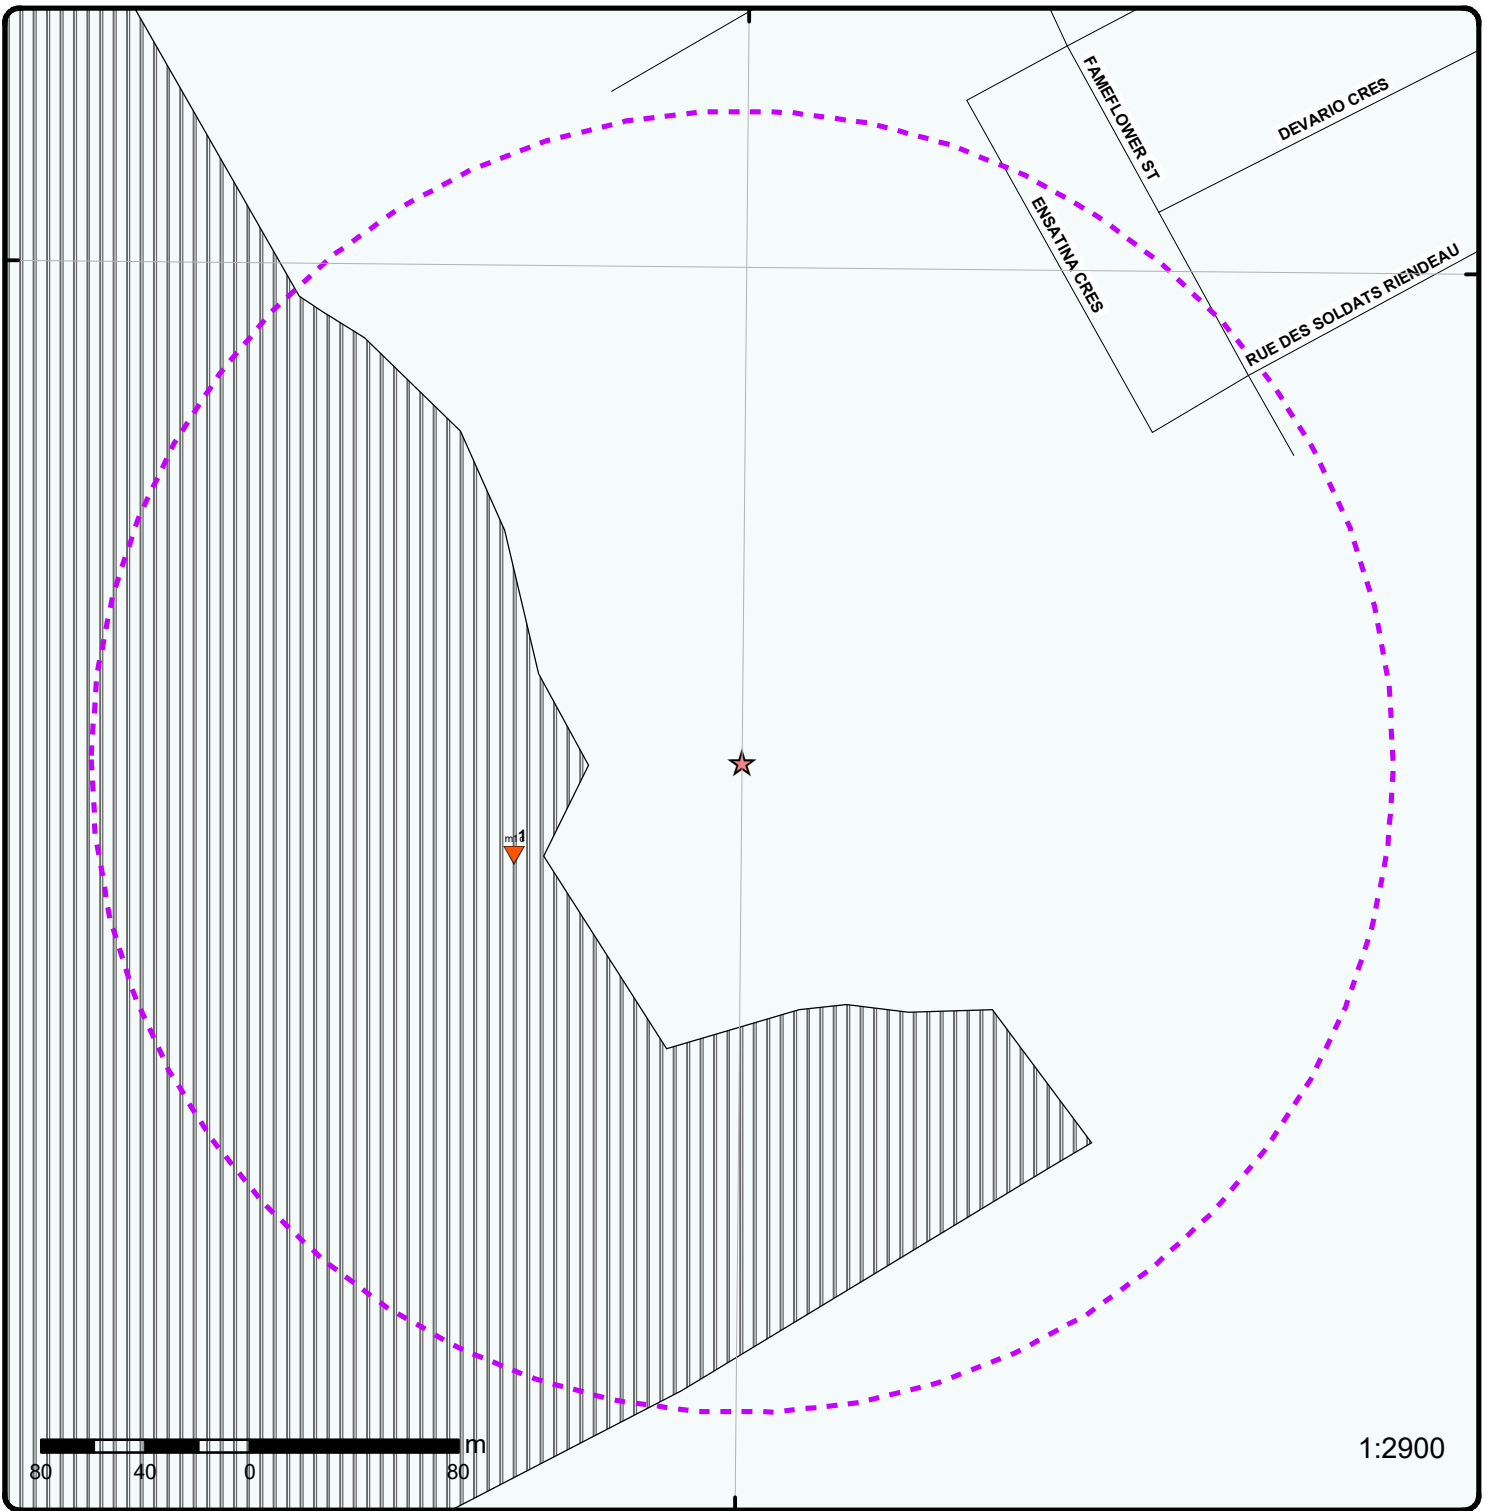 FAMEFLOWER ST
DEVARIO CRES
ENSATINA CRES
RUE DES SOLDATS RIENDEAU
m
80 40 0 80
1:2900